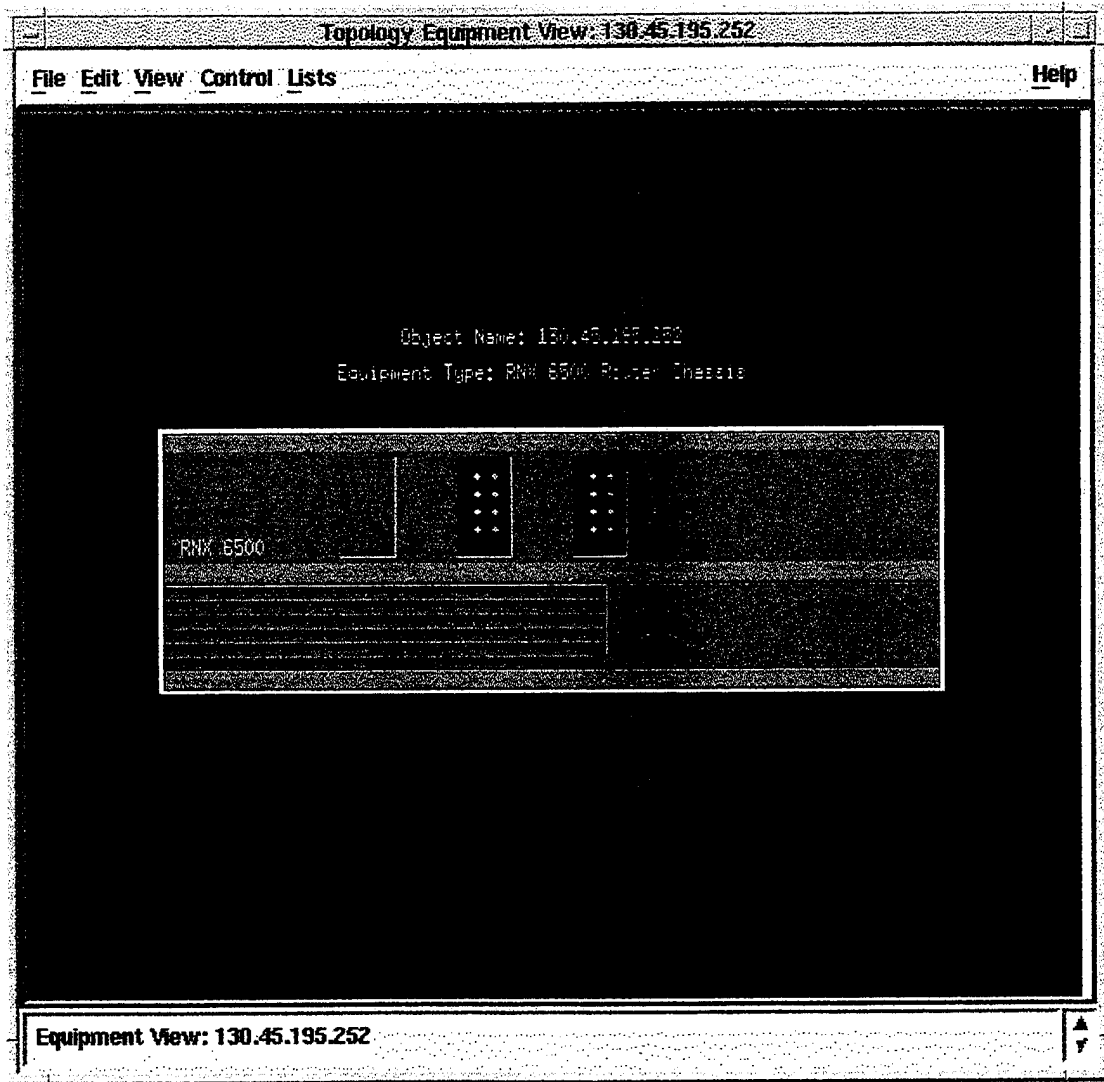 Topology Equipment View: 130.45.195.252
File Edit View Control Lists Help
Object Name: 130.45.195.252
Equipment Type: RNX 6500 Router Chassis
RNX 6500
Equipment View: 130.45.195.252